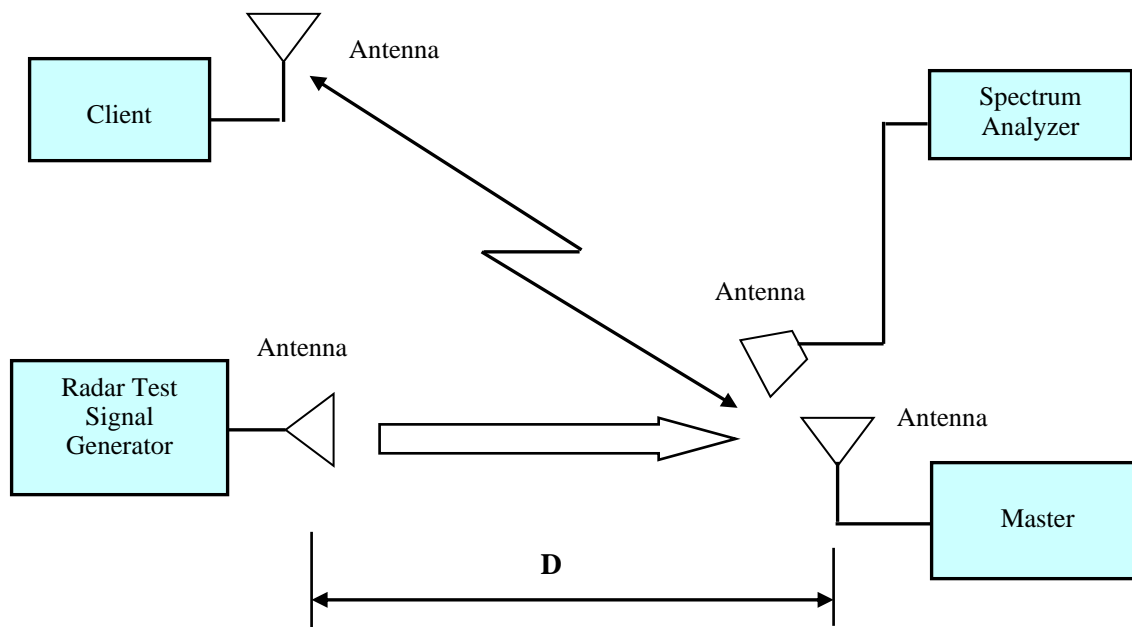 Antenna
Client
Spectrum
Analyzer
Antenna
Antenna
Radar Test
Signal
Generator
Antenna
Master
D